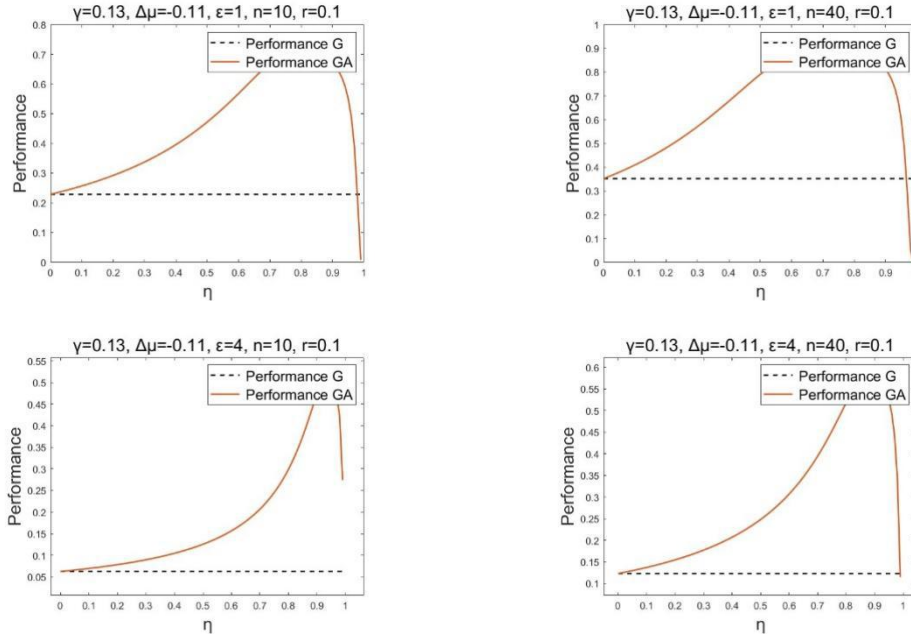 γ=0.13, Δμ=-0.11, ε=1, n=10, r=0.1
Performance G
Performance GA
Performance
0.8
0.7
0.6
0.5
0.4
0.3
0.2
0.1
0
0 0.1 0.2 0.3 0.4 0.5 0.6 0.7 0.8 0.9 1
η
γ=0.13, Δμ=-0.11, ε=1, n=40, r=0.1
Performance G
Performance GA
Performance
1
0.9
0.8
0.7
0.6
0.5
0.4
0.3
0.2
0.1
0
0 0.1 0.2 0.3 0.4 0.5 0.6 0.7 0.8 0.9
η
γ=0.13, Δμ=-0.11, ε=4, n=10, r=0.1
Performance G
Performance GA
Performance
0.55
0.5
0.45
0.4
0.35
0.3
0.25
0.2
0.15
0.1
0.05
0 0.1 0.2 0.3 0.4 0.5 0.6 0.7 0.8 0.9 1
η
γ=0.13, Δμ=-0.11, ε=4, n=40, r=0.1
Performance G
Performance GA
Performance
0.6
0.55
0.5
0.45
0.4
0.35
0.3
0.25
0.2
0.15
0.1
0 0.1 0.2 0.3 0.4 0.5 0.6 0.7 0.8 0.9 1
η